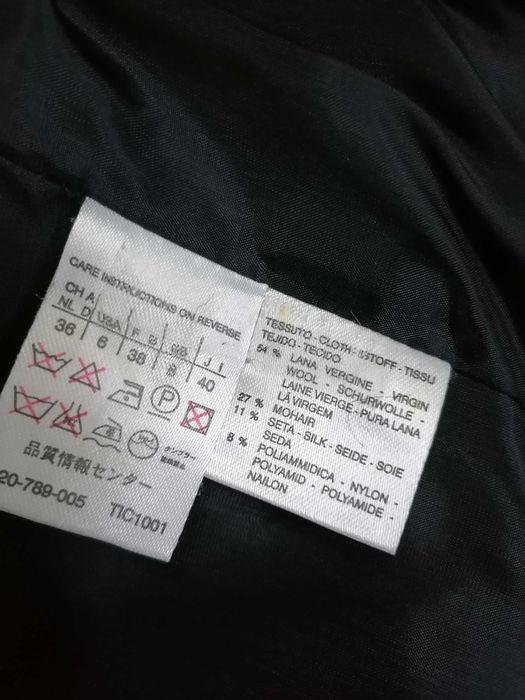 CARE INSTRUCTIONS ON REVERSE
CH A
NL D USA F E GB J I
36 6 38 8 40
P
品質情報センター
20-789-005 TIC1001
TESSUTO - CLOTH - STOFF - TISSU
TEJIDO - TECIDO
54 % LANA VERGINE - VIRGIN
WOOL - SCHURWOLLE -
LAINE VIERGE - PURA LANA
LÃ VIRGEM
27 % MOHAIR
11 % SETA - SILK - SEIDE - SOIE
SEDA
8 % POLIAMMIDICA - NYLON -
POLYAMID - POLYAMIDE -
NAILON